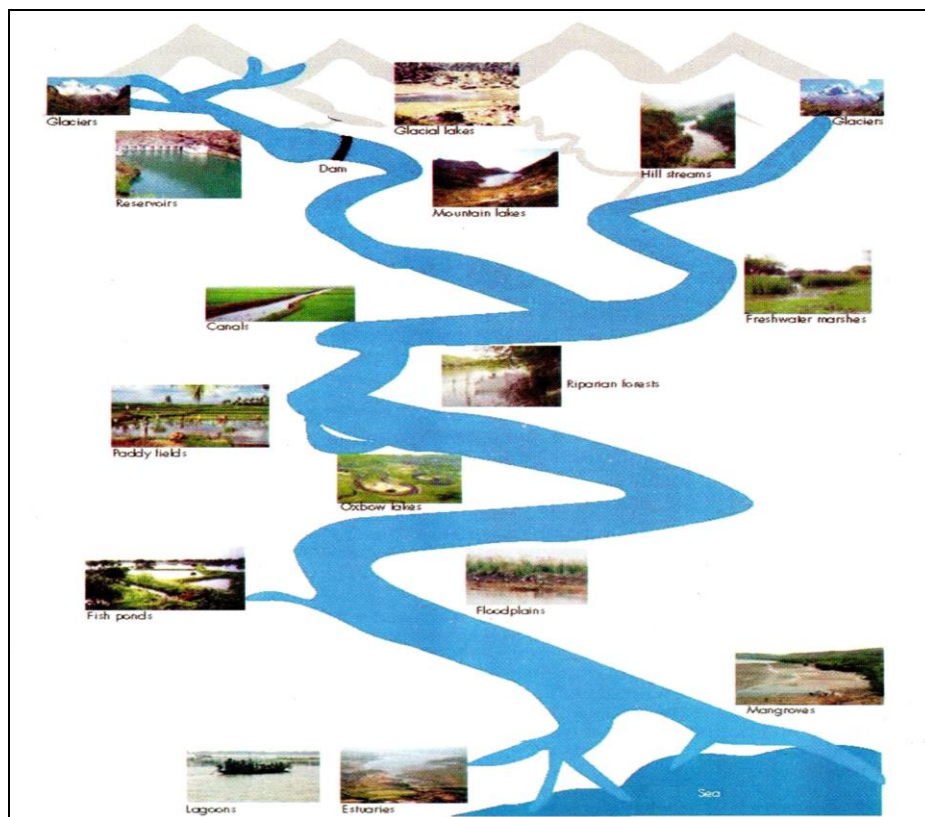 Glaciers
Glacial lakes
Hill streams
Glaciers
Dam
Reservoirs
Mountain lakes
Canals
Freshwater marshes
Riparian forests
Paddy fields
Oxbow lakes
Fish ponds
Floodplains
Mangroves
Lagoons
Estuaries
Sea